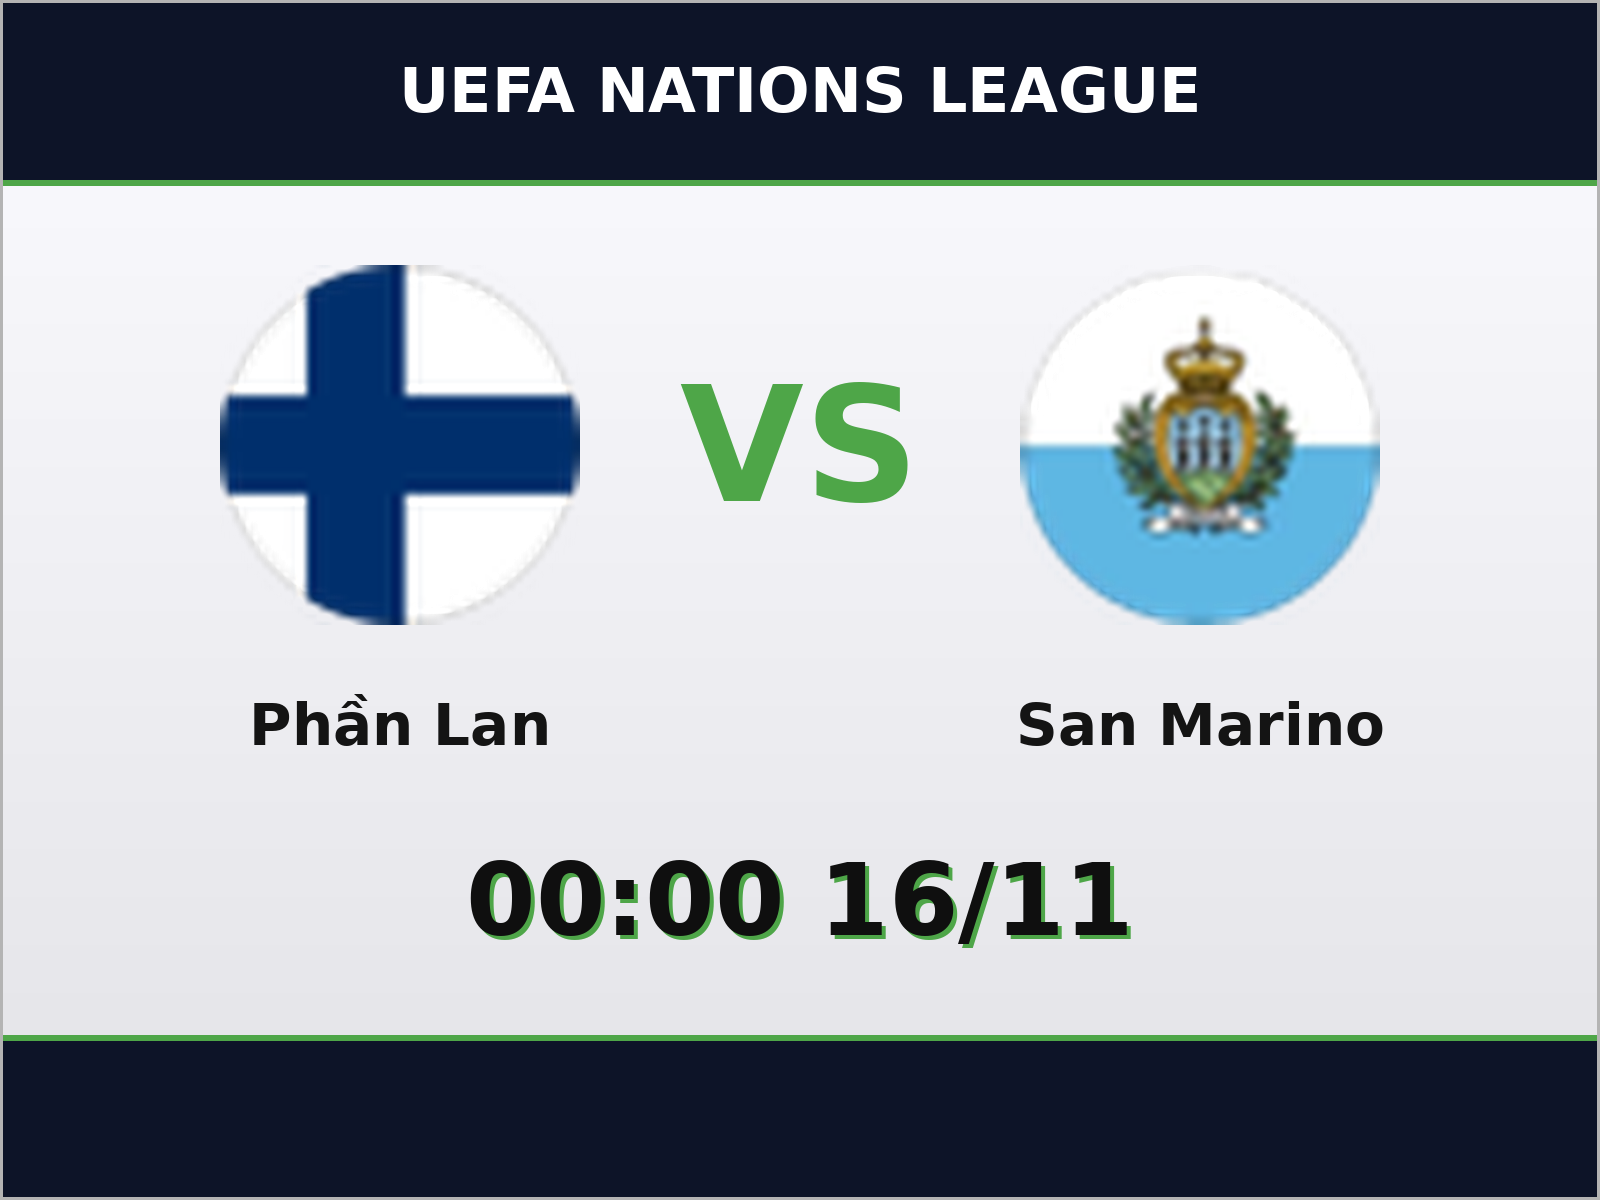 UEFA NATIONS LEAGUE
VS
Phần Lan
San Marino
00:00 16/11